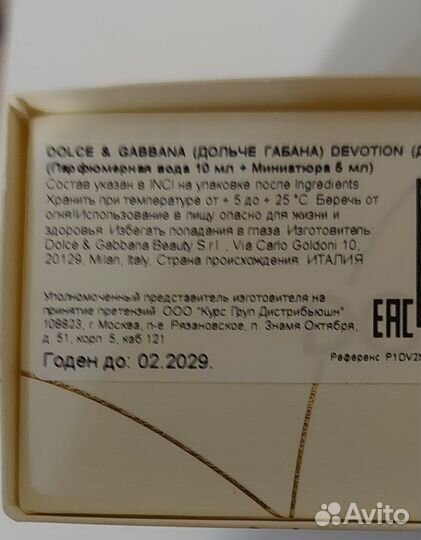 DOLCE & GABBANA (ДОЛЬЧЕ ГАБАНА) DEVOTION
(Парфюмерная вода 10 мл + Миниатюра 5 мл)
Состав указан в INCI на упаковке после Ingredients
Хранить при температуре от + 5 до + 25 °C. Беречь от
огня!Использование в пищу опасно для жизни и
здоровья. Избегать попадания в глаза. Изготовитель
Dolce & Gabbana Beauty S.r.l., Via Carlo Goldoni 10,
20129, Milan, Italy. Страна происхождения: ИТАЛИЯ
Уполномоченный представитель изготовителя на
принятие претензий: ООО "Курс Груп Дистрибьюшн"
108823, г. Москва, п-е Рязановское, п. Знамя Октября,
д. 51, корп 5, каб 121
EAC
Годен до: 02.2029.
Референс P1DV2
Avito